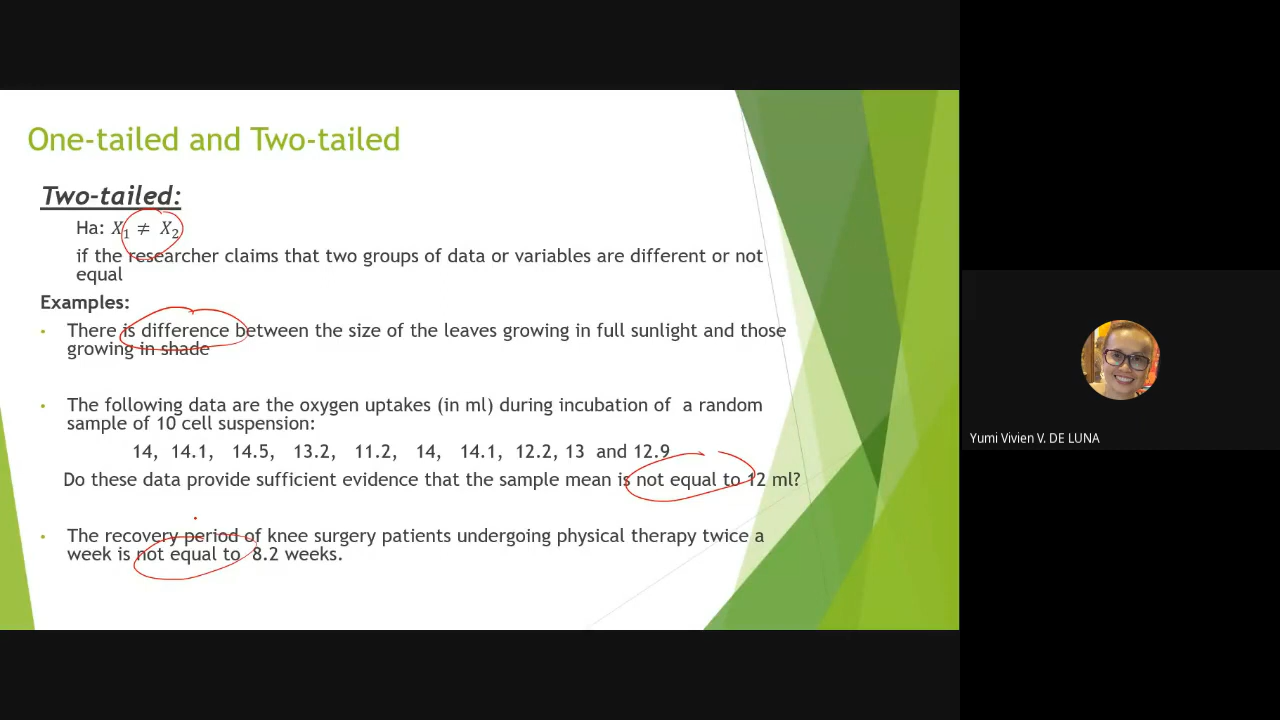 One-tailed and Two-tailed
Two-tailed:
Ha: X₁ ≠ X₂
if the researcher claims that two groups of data or variables are different or not
equal
Examples:
• There is difference between the size of the leaves growing in full sunlight and those
growing in shade
• The following data are the oxygen uptakes (in ml) during incubation of a random
sample of 10 cell suspension:
14, 14.1, 14.5, 13.2, 11.2, 14, 14.1, 12.2, 13 and 12.9
Do these data provide sufficient evidence that the sample mean is not equal to 12 ml?
• The recovery period of knee surgery patients undergoing physical therapy twice a
week is not equal to 8.2 weeks.
Yumi Vivien V. DE LUNA